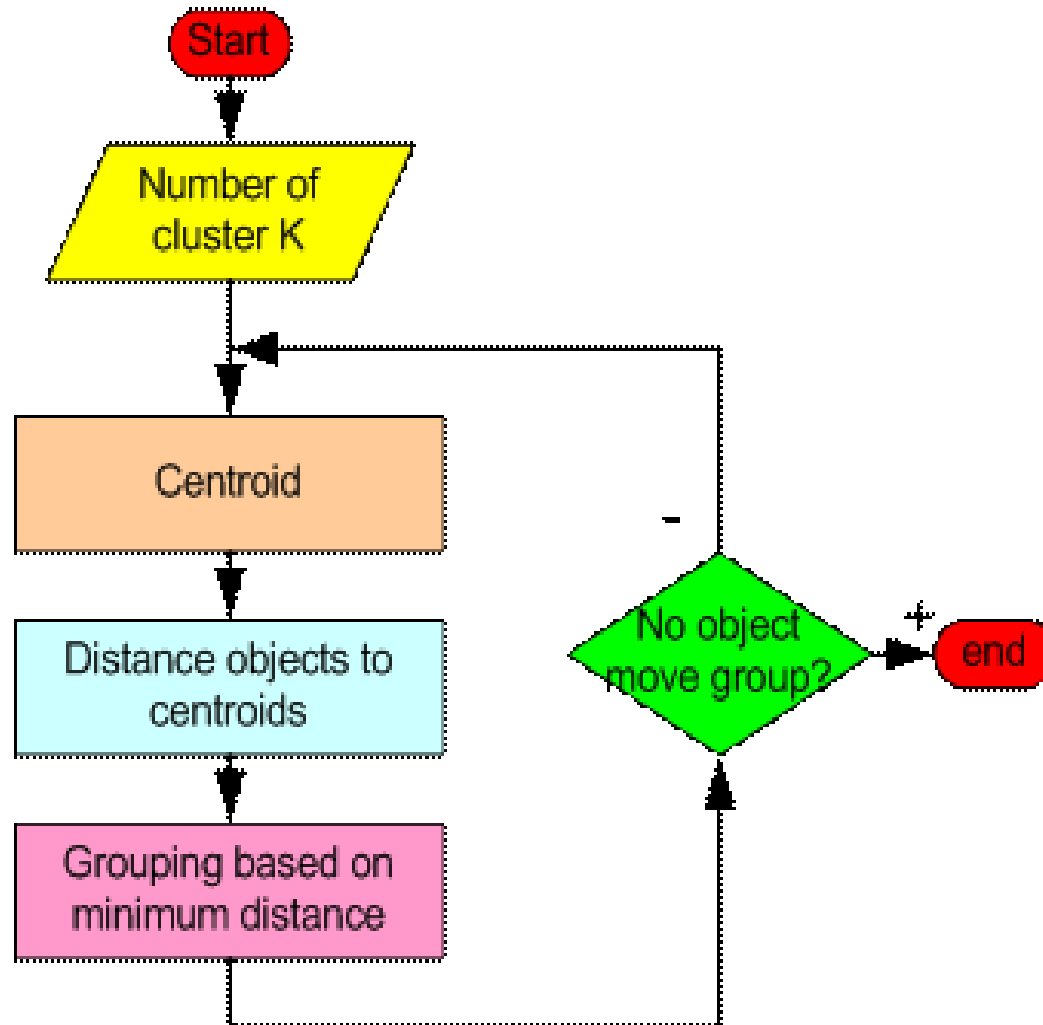 Start
Number of
cluster K
Centroid
Distance objects to
centroids
Grouping based on
minimum distance
-
No object
move group?
+
end